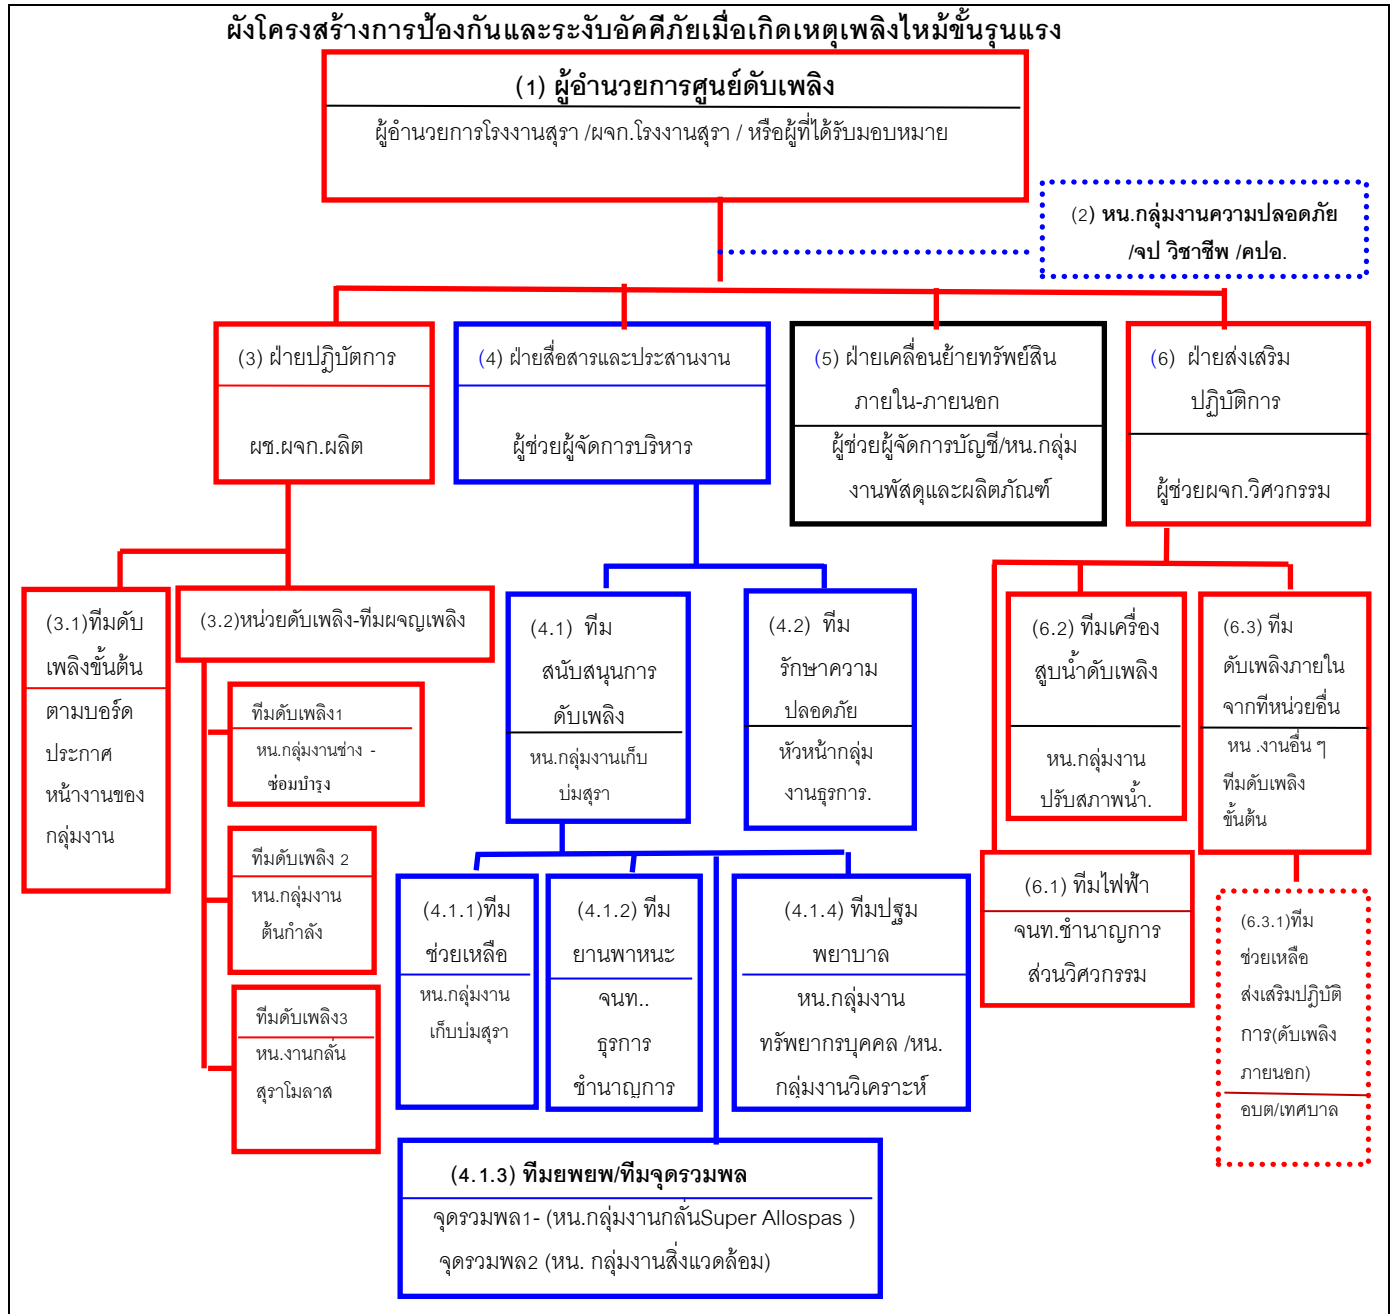 ผังโครงสร้างการป้องกันและระงับอัคคีภัยเมื่อเกิดเหตุเพลิงไหม้ขั้นรุนแรง
(1) ผู้อำนวยการศูนย์ดับเพลิง
ผู้อำนวยการโรงงานสุรา /ผจก.โรงงานสุรา / หรือผู้ที่ได้รับมอบหมาย
(2) หน.กลุ่มงานความปลอดภัย
/จป วิชาชีพ /คปอ.
(3) ฝ่ายปฏิบัตการ
ผช.ผจก.ผลิต
(4) ฝ่ายสื่อสารและประสานงาน
ผู้ช่วยผู้จัดการบริหาร
(5) ฝ่ายเคลื่อนย้ายทรัพย์สิน
ภายใน-ภายนอก
ผู้ช่วยผู้จัดการบัญชี/หน.กลุ่ม
งานพัสดุและผลิตภัณฑ์
(6) ฝ่ายส่งเสริม
ปฏิบัติการ
ผู้ช่วยผจก.วิศวกรรม
(3.1)ทีมดับ
เพลิงขั้นต้น
ตามบอร์ด
ประกาศ
หน้างานของ
กลุ่มงาน
(3.2)หน่วยดับเพลิง-ทีมผจญเพลิง
ทีมดับเพลิง1
หน.กลุ่มงานช่าง -
ซ่อมบำรุง
ทีมดับเพลิง 2
หน.กลุ่มงาน
ต้นกำลัง
ทีมดับเพลิง3
หน.งานกลั่น
สุราโมลาส
(4.1) ทีม
สนับสนุนการ
ดับเพลิง
หน.กลุ่มงานเก็บ
บ่มสุรา
(4.2) ทีม
รักษาความ
ปลอดภัย
หัวหน้ากลุ่ม
งานธุรการ.
(4.1.1)ทีม
ช่วยเหลือ
หน.กลุ่มงาน
เก็บบ่มสุรา
(4.1.2) ทีม
ยานพาหนะ
จนท..
ธุรการ
ชำนาญการ
(4.1.4) ทีมปฐม
พยาบาล
หน.กลุ่มงาน
ทรัพยากรบุคคล /หน.
กลุ่มงานวิเคราะห์
(4.1.3) ทีมยพยพ/ทีมจุดรวมพล
จุดรวมพล1- (หน.กลุ่มงานกลั่นSuper Allospas )
จุดรวมพล2 (หน. กลุ่มงานสิ่งแวดล้อม)
(6.2) ทีมเครื่อง
สูบน้ำดับเพลิง
หน.กลุ่มงาน
ปรับสภาพน้ำ.
(6.3) ทีม
ดับเพลิงภายใน
จากทีหน่วยอื่น
หน .งานอื่น ๆ
ทีมดับเพลิง
ขั้นต้น
(6.1) ทีมไฟฟ้า
จนท.ชำนาญการ
ส่วนวิศวกรรม
(6.3.1)ทีม
ช่วยเหลือ
ส่งเสริมปฏิบัติ
การ(ดับเพลิง
ภายนอก)
อบต/เทศบาล